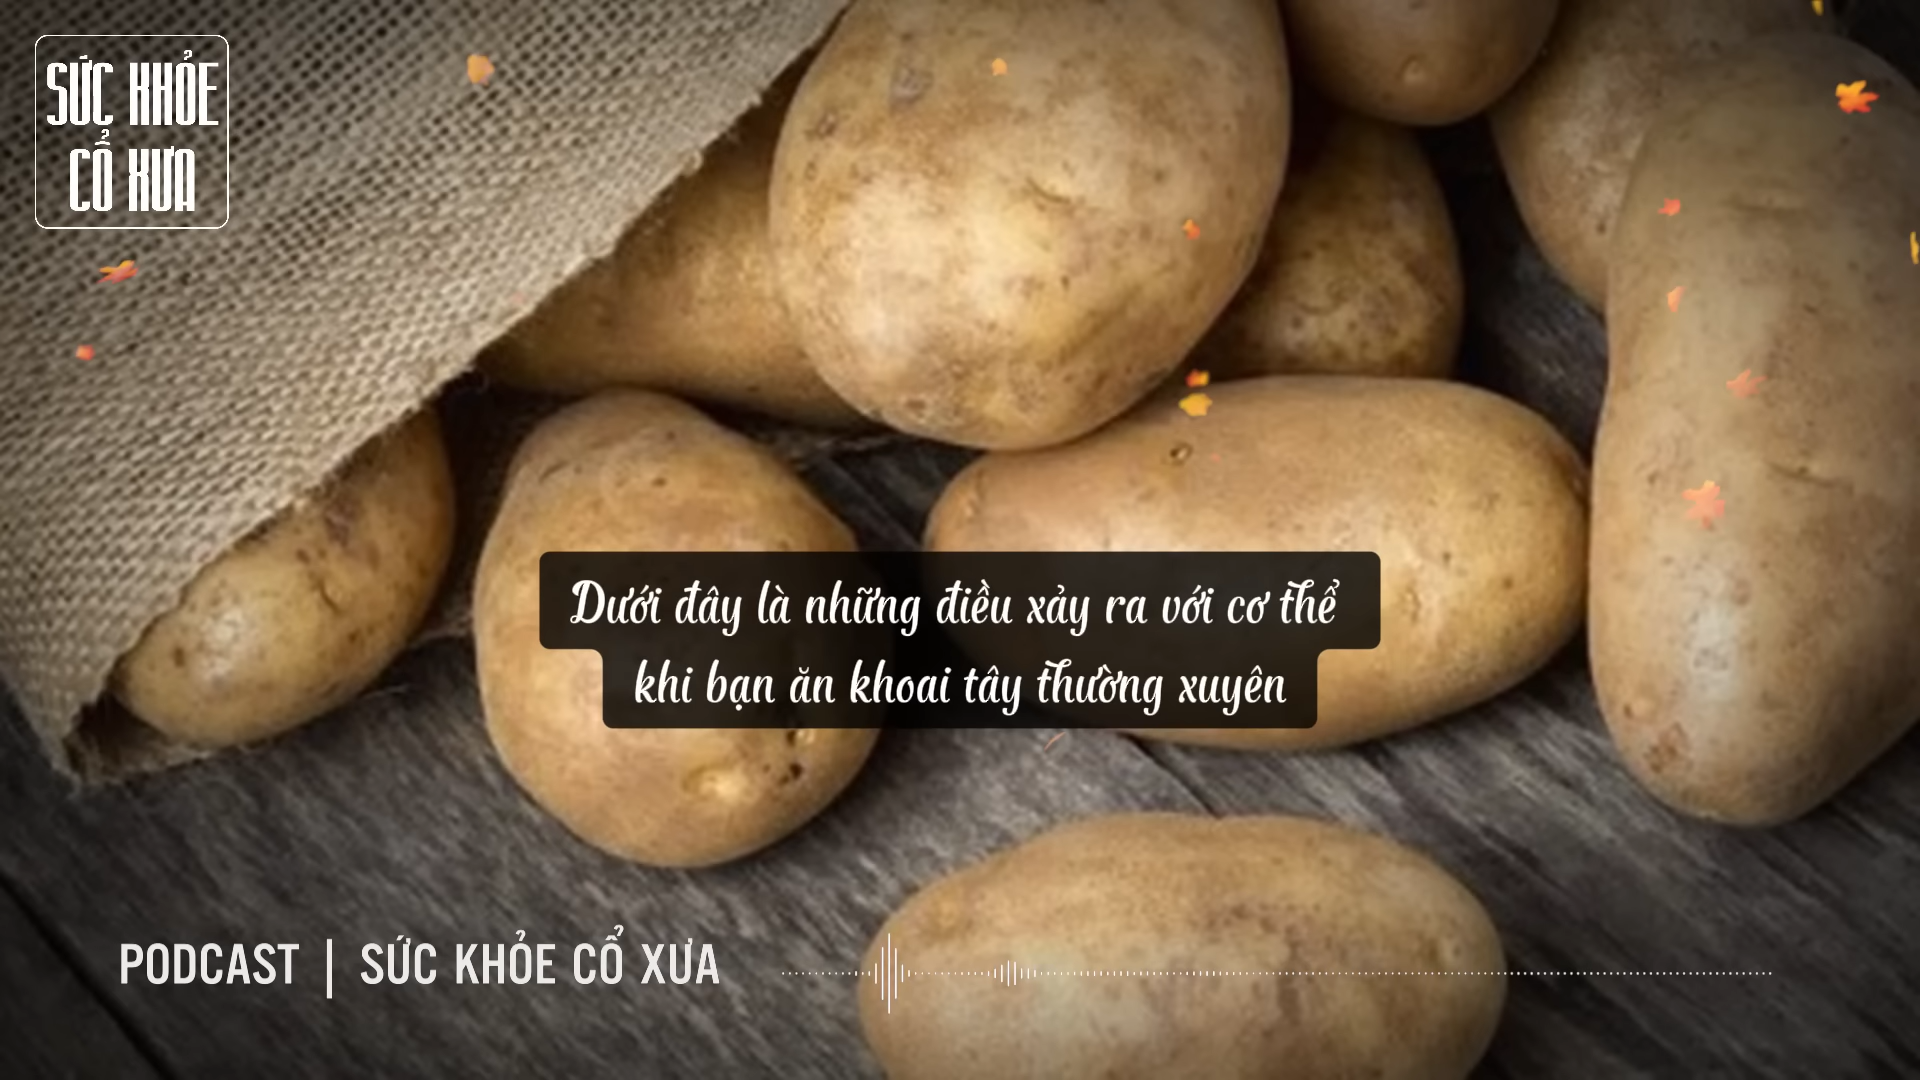 SỨC KHỎE
CỔ XƯA
Dưới đây là những điều xảy ra với cơ thể
khi bạn ăn khoai tây thường xuyên
PODCAST | SỨC KHỎE CỔ XƯA